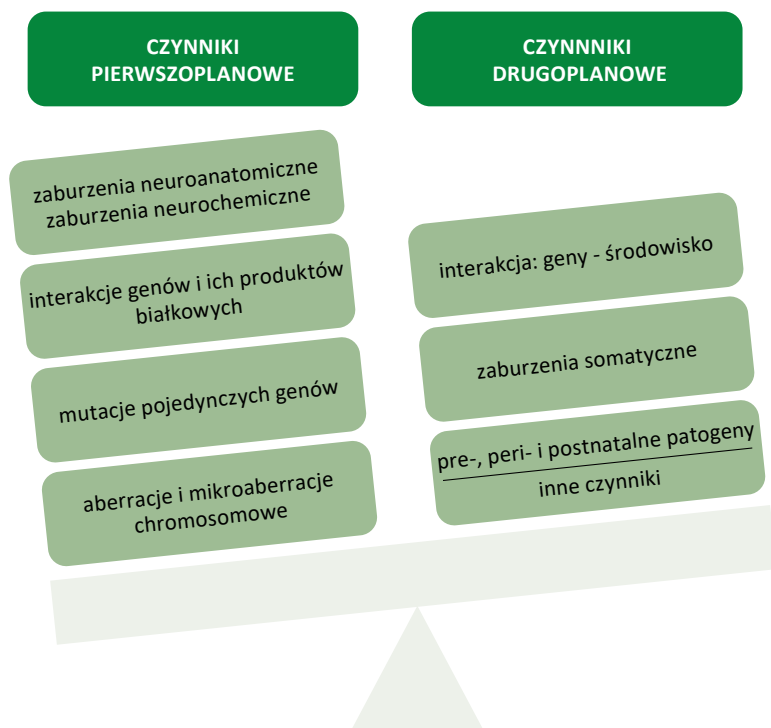 CZYNNIKI
PIERWSZOPLANOWE
CZYNNNIKI
DRUGOPLANOWE
zaburzenia neuroanatomiczne
zaburzenia neurochemiczne
interakcje genów i ich produktów
białkowych
mutacje pojedynczych genów
aberracje i mikroaberracje
chromosomowe
interakcja: geny - środowisko
zaburzenia somatyczne
pre-, peri- i postnatalne patogeny
inne czynniki